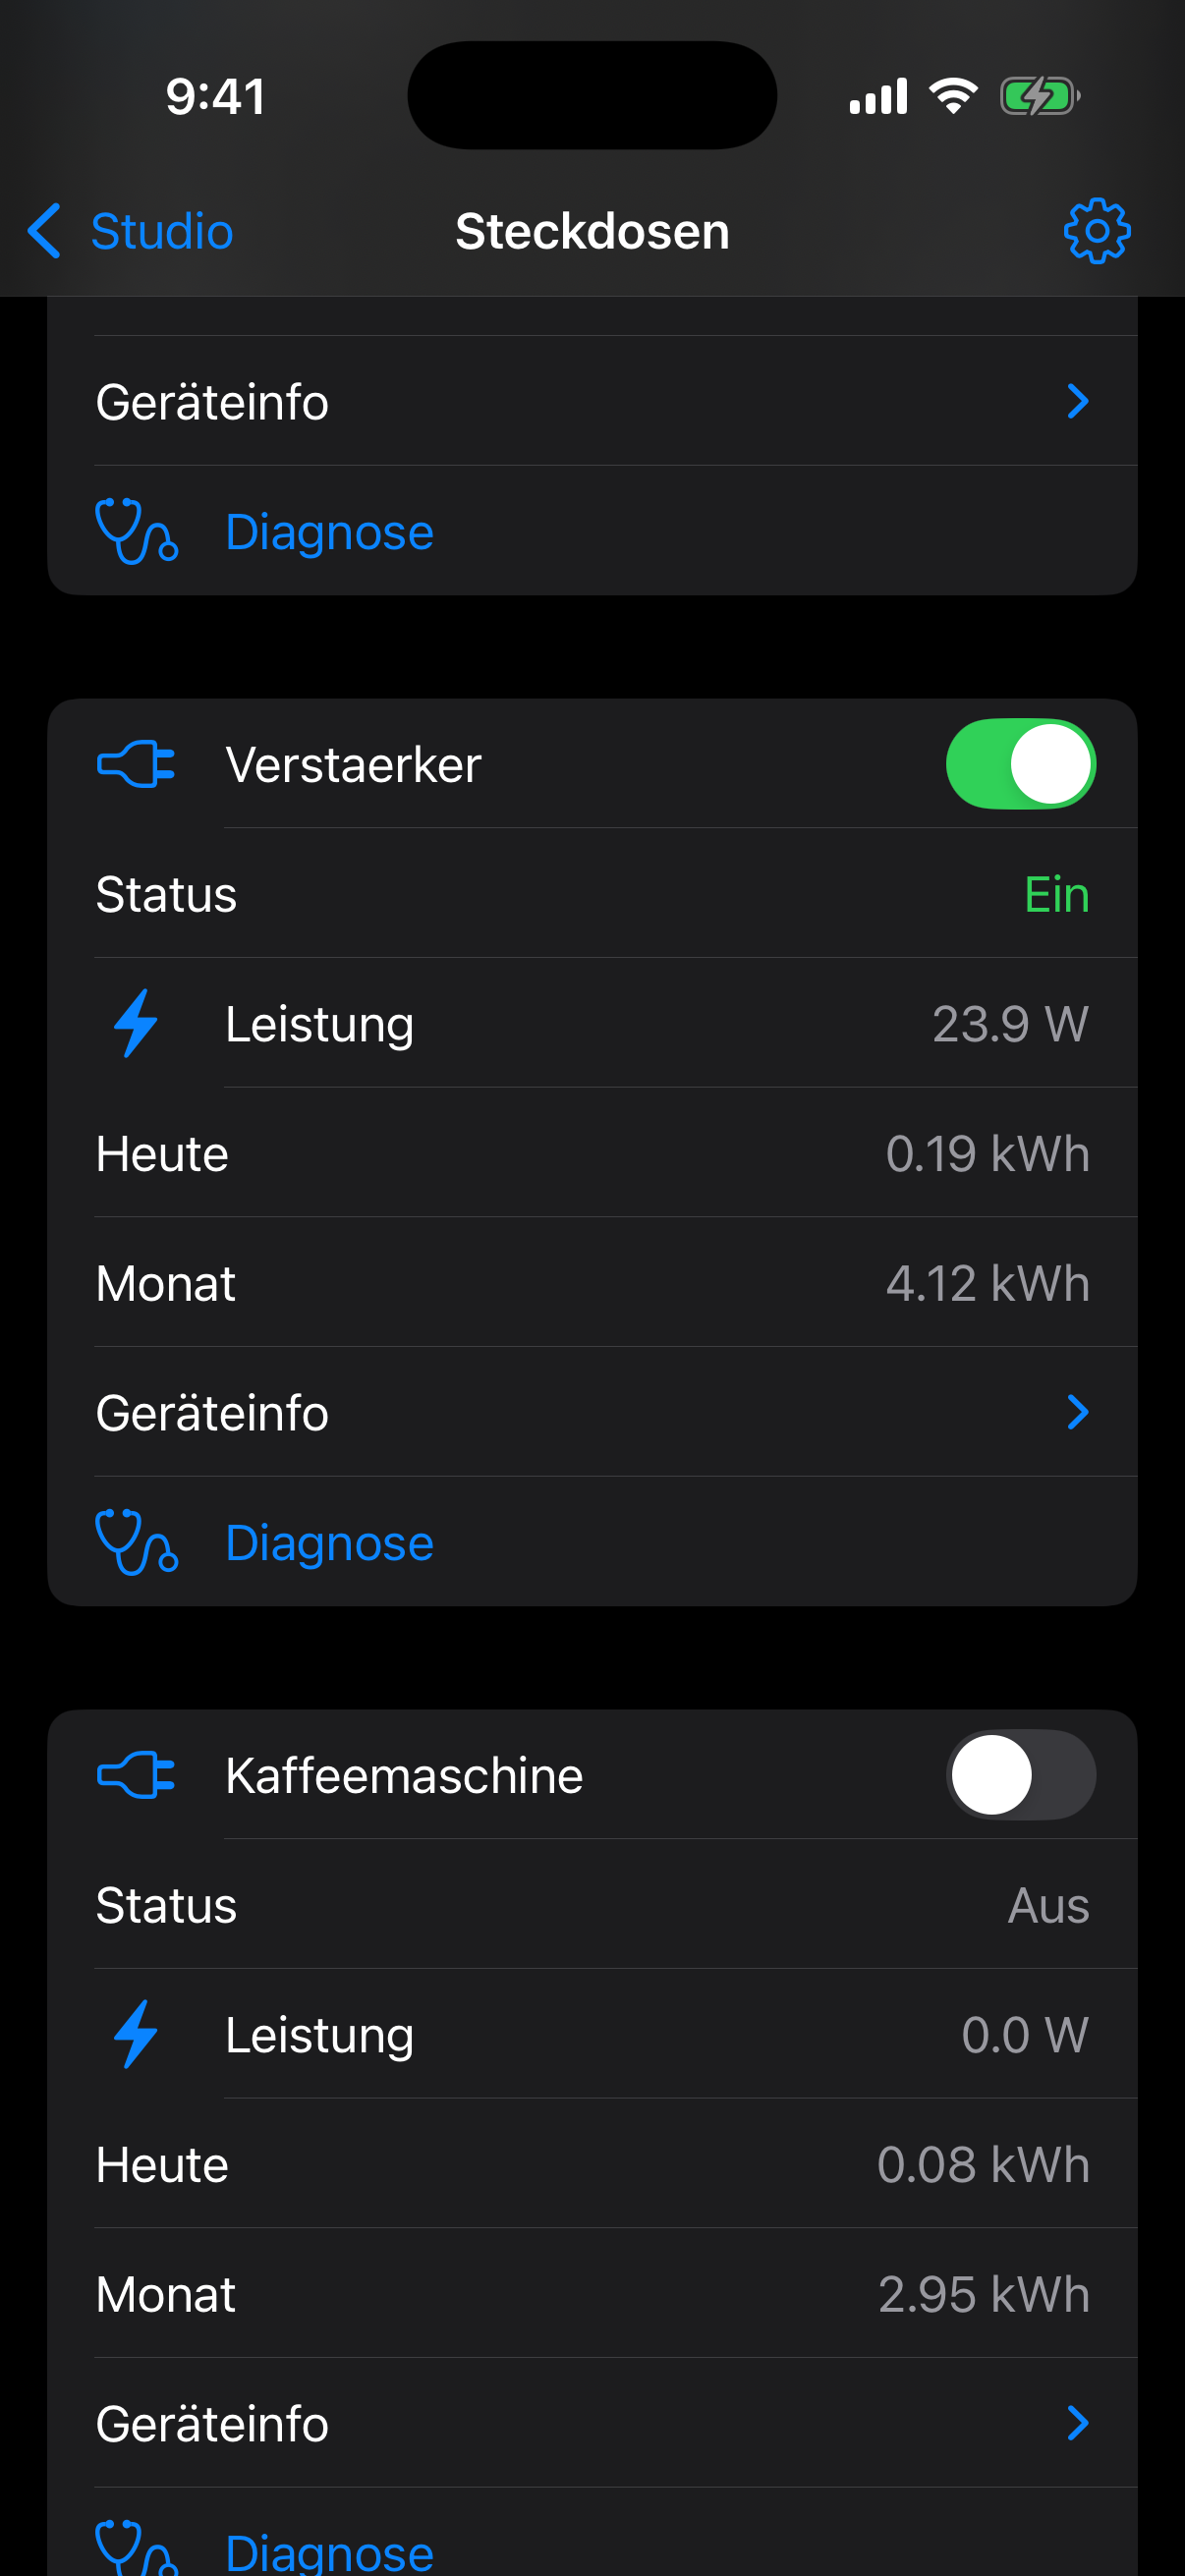 9:41
Studio
Steckdosen
Geräteinfo
Diagnose
Verstaerker
Status Ein
Leistung 23.9 W
Heute 0.19 kWh
Monat 4.12 kWh
Geräteinfo
Diagnose
Kaffeemaschine
Status Aus
Leistung 0.0 W
Heute 0.08 kWh
Monat 2.95 kWh
Geräteinfo
Diagnose